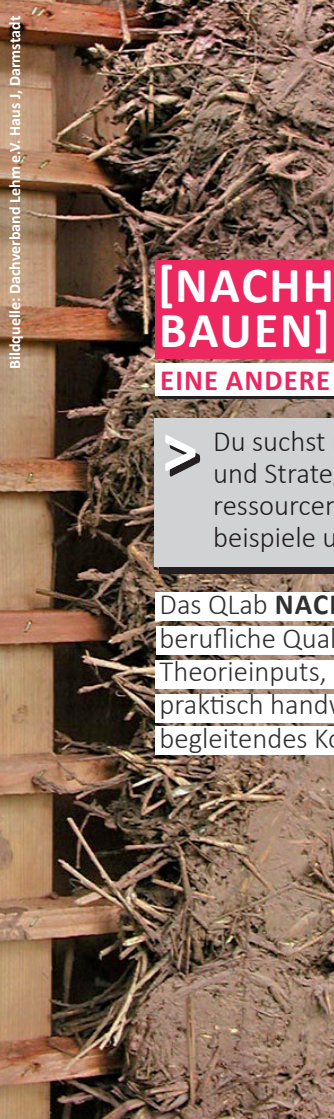 Bildquelle: Dachverband Lehm e.V. Haus J, Darmstadt
[NACHH
BAUEN]
EINE ANDERE
> Du suchst
und Strate
ressourcen
beispiele u
Das QLab NACH
berufliche Qual
Theorieinputs,
praktisch handw
begleitendes Ko